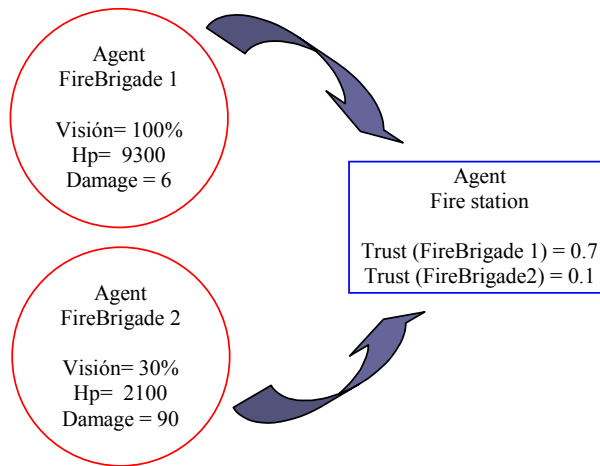 Agent
FireBrigade 1
Visión= 100%
Hp= 9300
Damage = 6
Agent
Fire station
Trust (FireBrigade 1) = 0.7
Trust (FireBrigade2) = 0.1
Agent
FireBrigade 2
Visión= 30%
Hp= 2100
Damage = 90